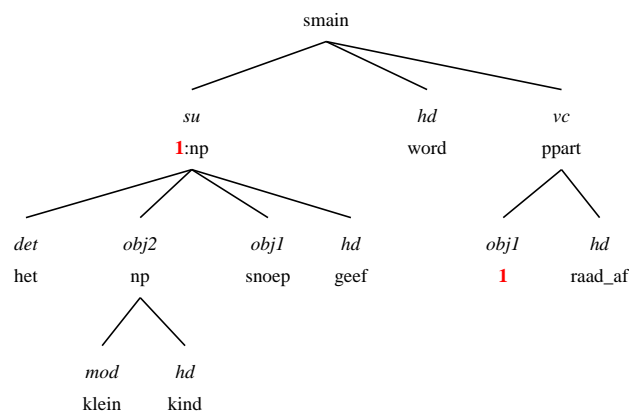 smain
su hd vc
1:np word ppart
det obj2 obj1 hd obj1 hd
het np snoep geef 1 raad_af
mod hd
klein kind